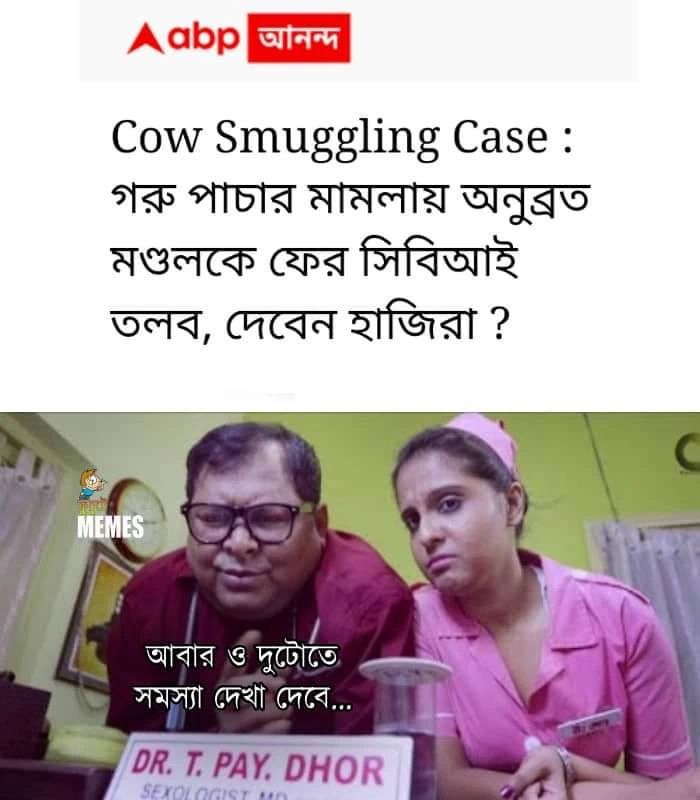 abp আনন্দ
Cow Smuggling Case :
গরু পাচার মামলায় অনুব্রত
মণ্ডলকে ফের সিবিআই
তলব, দেবেন হাজিরা ?
MEMES
আবার ও দুটোতে
সমস্যা দেখা দেবে...
DR. T. PAY. DHOR
SEXOLOGIST MD